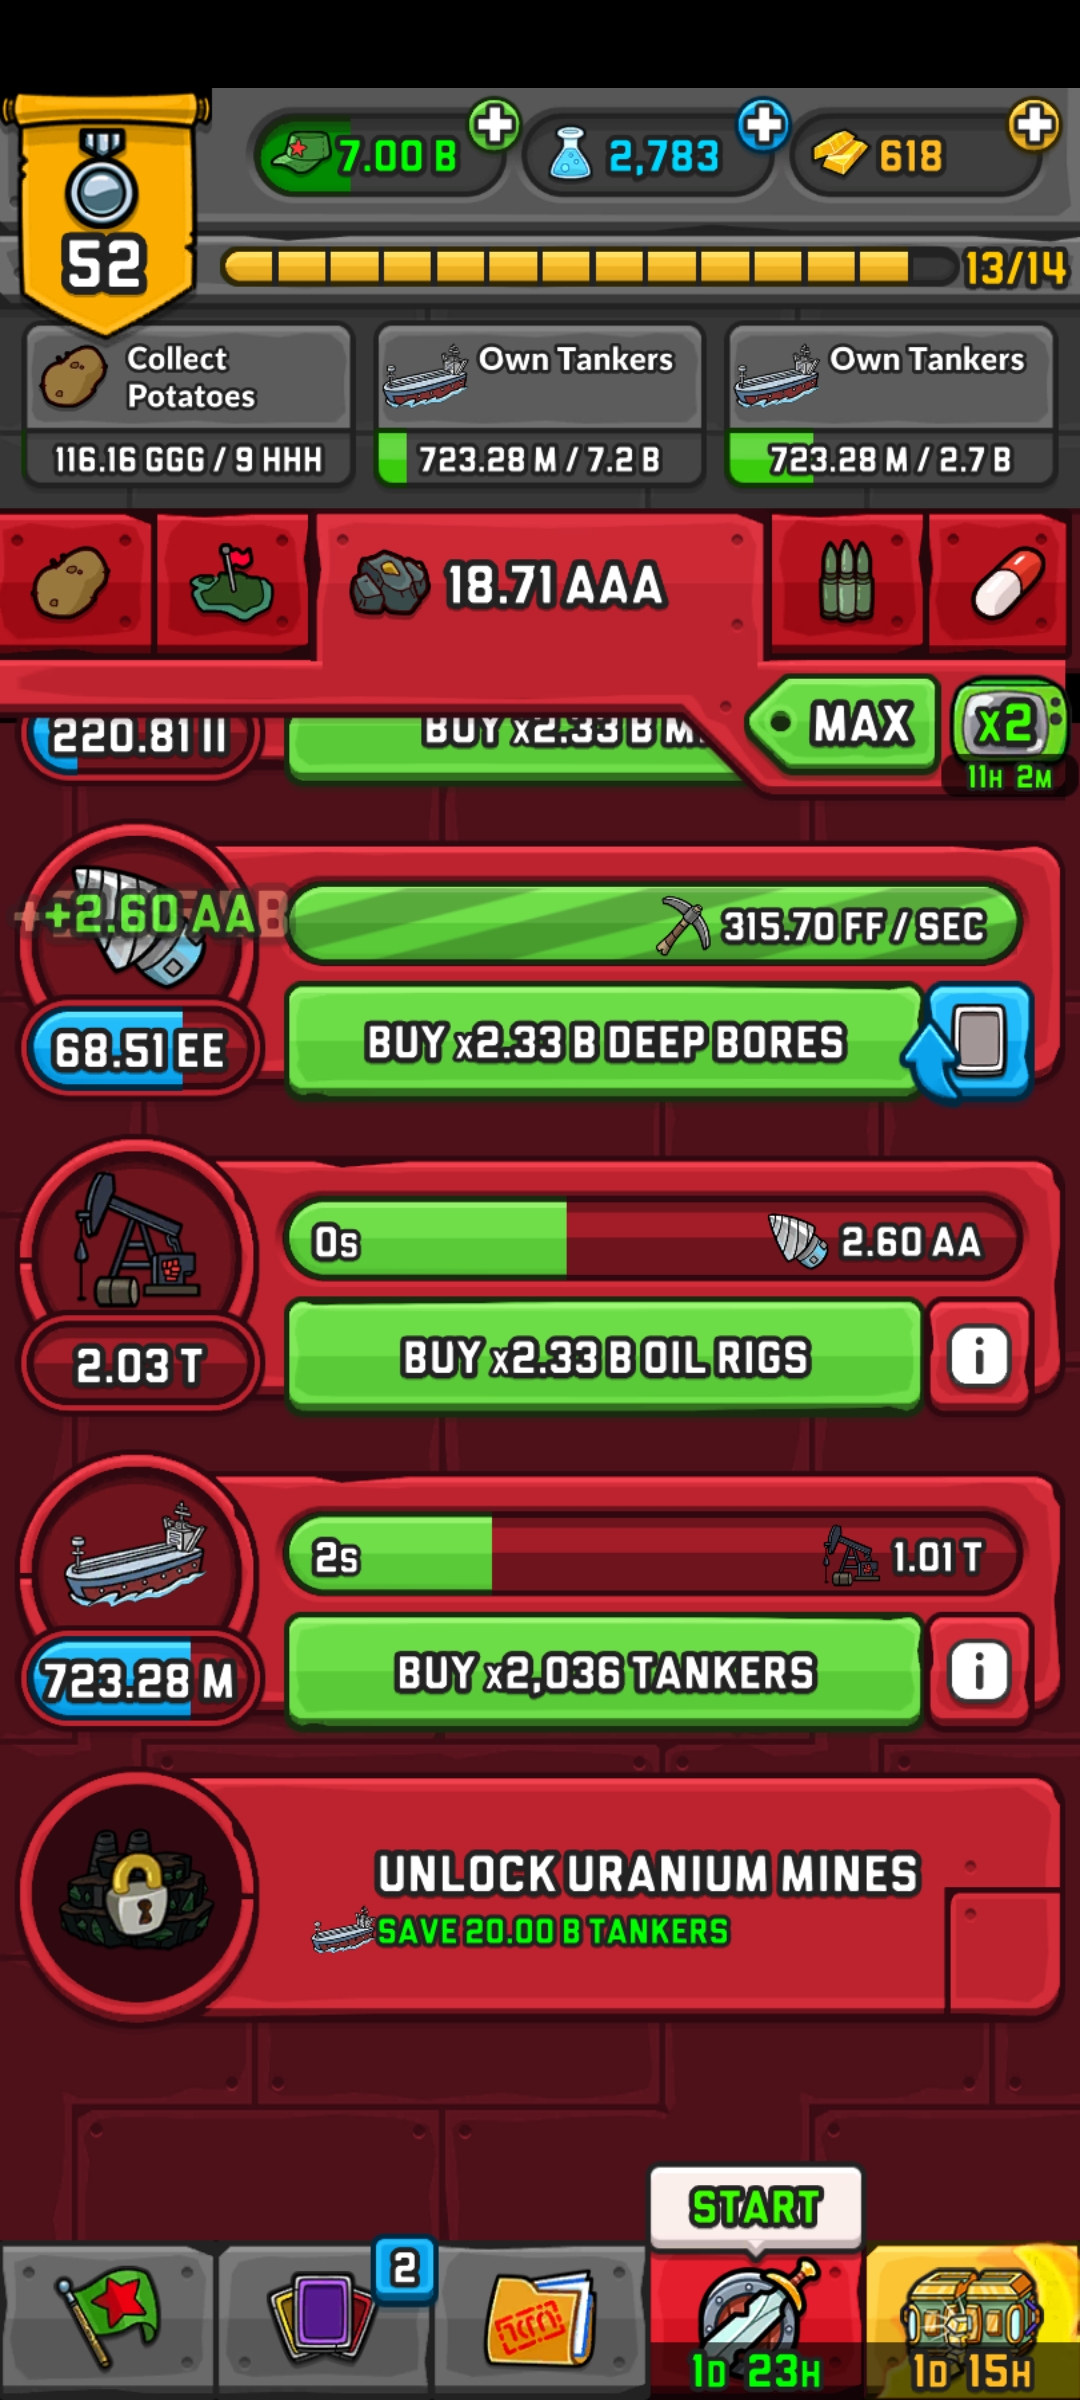 7.00 B
2,783
618
52
13/14
Collect
Potatoes
116.16 GGG / 9 HHH
Own Tankers
723.28 M / 7.2 B
Own Tankers
723.28 M / 2.7 B
18.71 AAA
MAX
x2
11H 2M
220.81 II
BUY x2.33 B M
+2.60 AA
315.70 FF / SEC
68.51 EE
BUY x2.33 B DEEP BORES
0s
2.60 AA
2.03 T
BUY x2.33 B OIL RIGS
i
2s
1.01 T
723.28 M
BUY x2,036 TANKERS
i
UNLOCK URANIUM MINES
SAVE 20.00 B TANKERS
START
2
1D 23H
1D 15H